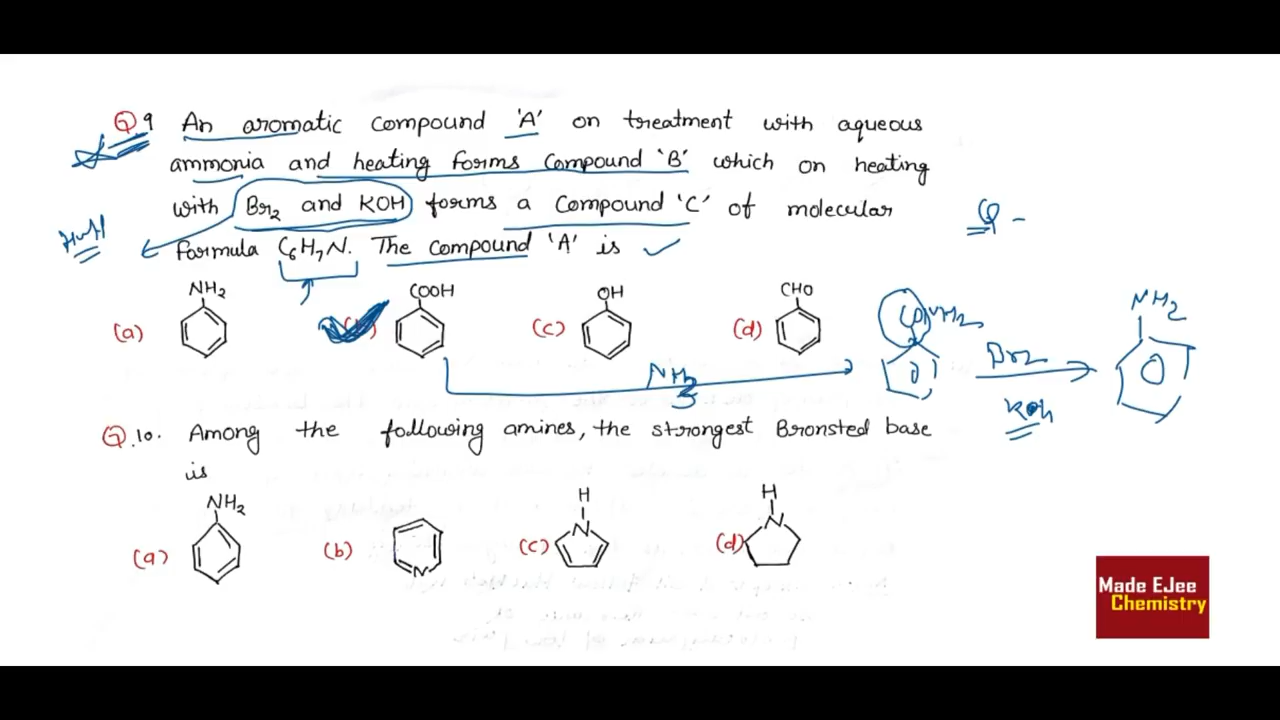 Q.9 An aromatic compound 'A' on treatment with aqueous
ammonia and heating forms compound 'B' which on heating
with Br2 and KOH forms a compound 'C' of molecular
formula C6H7N. The compound 'A' is
Q -
(a) NH2
(b) COOH
(c) OH
(d) CHO
NH3
CONH2
Br2
KOH
NH2
Q.10. Among the following amines, the strongest Bronsted base
is
(a) NH2
(b) N
(c) H N
(d) H N
Made EJee
Chemistry